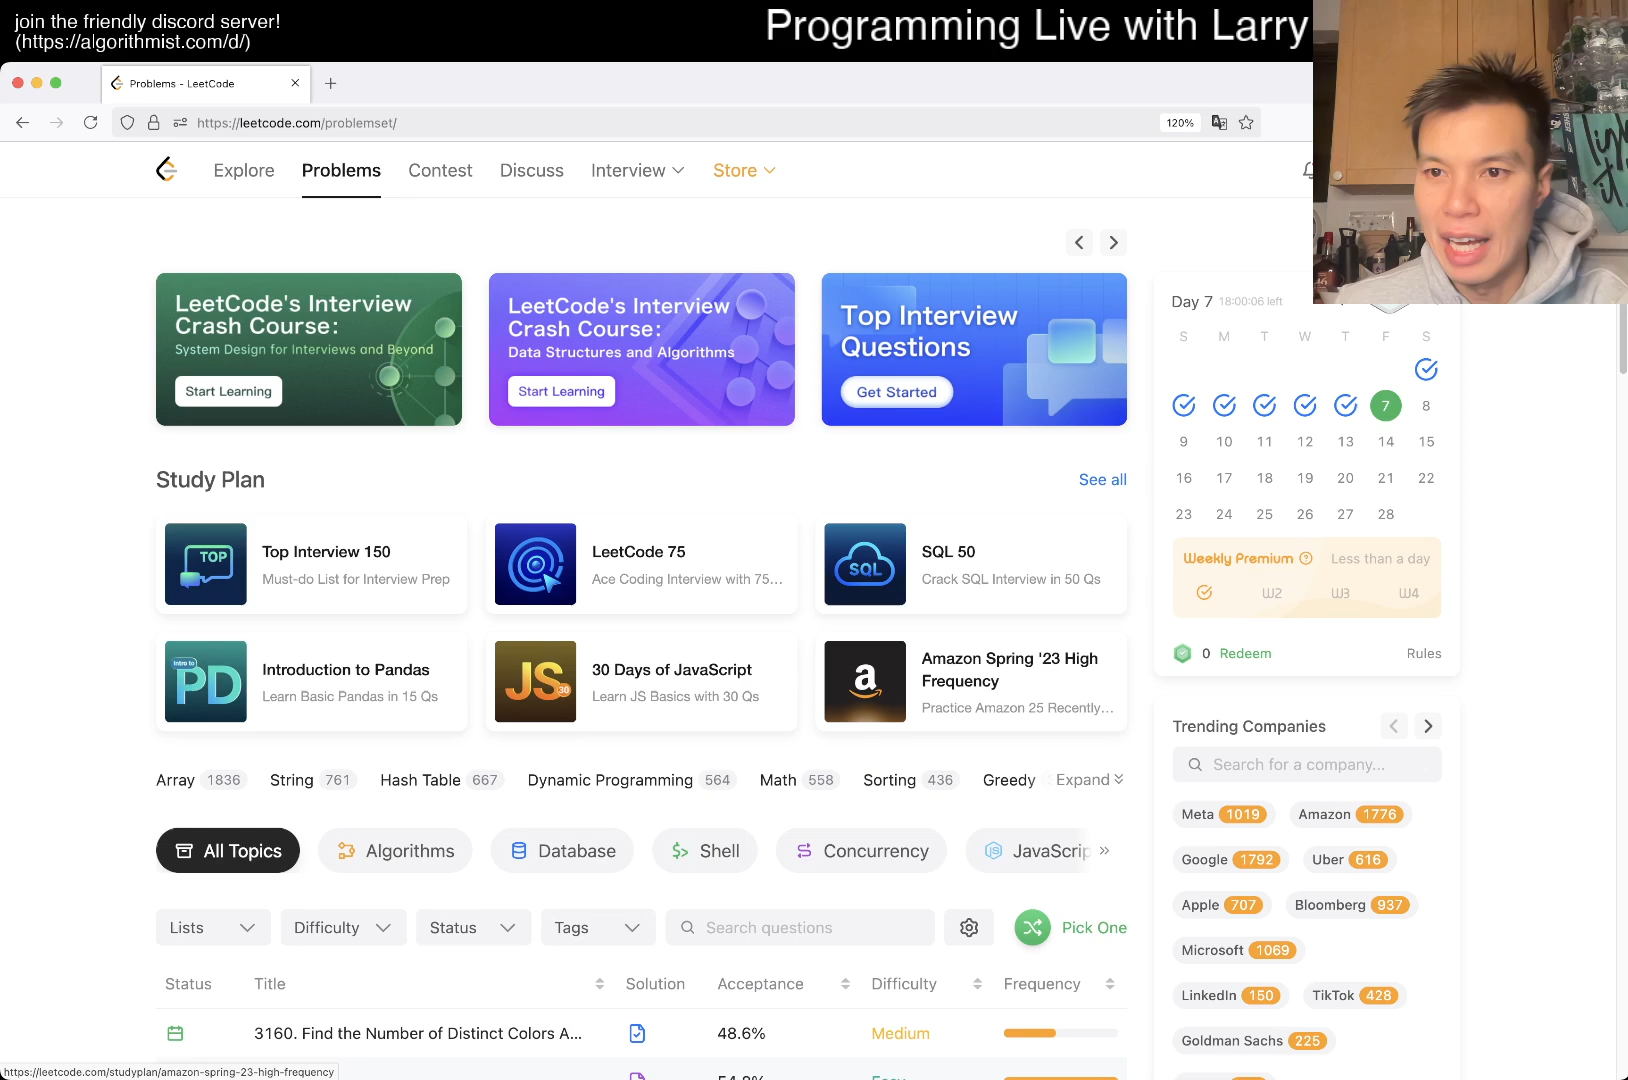 join the friendly discord server!
(https://algorithmist.com/d/)
Programming Live with Larry
Problems - LeetCode
https://leetcode.com/problemset/
120%
Explore
Problems
Contest
Discuss
Interview
Store
LeetCode's Interview
Crash Course:
System Design for Interviews and Beyond
Start Learning
LeetCode's Interview
Crash Course:
Data Structures and Algorithms
Start Learning
Top Interview
Questions
Get Started
Day 7 18:00:06 left
S M T W T F S
7 8
9 10 11 12 13 14 15
16 17 18 19 20 21 22
23 24 25 26 27 28
Weekly Premium Less than a day
W2 W3 W4
0 Redeem Rules
Study Plan
See all
TOP
Top Interview 150
Must-do List for Interview Prep
LeetCode 75
Ace Coding Interview with 75...
SQL
SQL 50
Crack SQL Interview in 50 Qs
Intro to
PD
Introduction to Pandas
Learn Basic Pandas in 15 Qs
JS
30
30 Days of JavaScript
Learn JS Basics with 30 Qs
a
Amazon Spring '23 High
Frequency
Practice Amazon 25 Recently...
Array 1836 String 761 Hash Table 667 Dynamic Programming 564 Math 558 Sorting 436 Greedy Expand
All Topics
Algorithms
Database
$> Shell
Concurrency
JS JavaScrip
Lists
Difficulty
Status
Tags
Search questions
Pick One
Status Title Solution Acceptance Difficulty Frequency
3160. Find the Number of Distinct Colors A... 48.6% Medium
Trending Companies
Search for a company...
Meta 1019
Amazon 1776
Google 1792
Uber 616
Apple 707
Bloomberg 937
Microsoft 1069
LinkedIn 150
TikTok 428
Goldman Sachs 225
https://leetcode.com/studyplan/amazon-spring-23-high-frequency